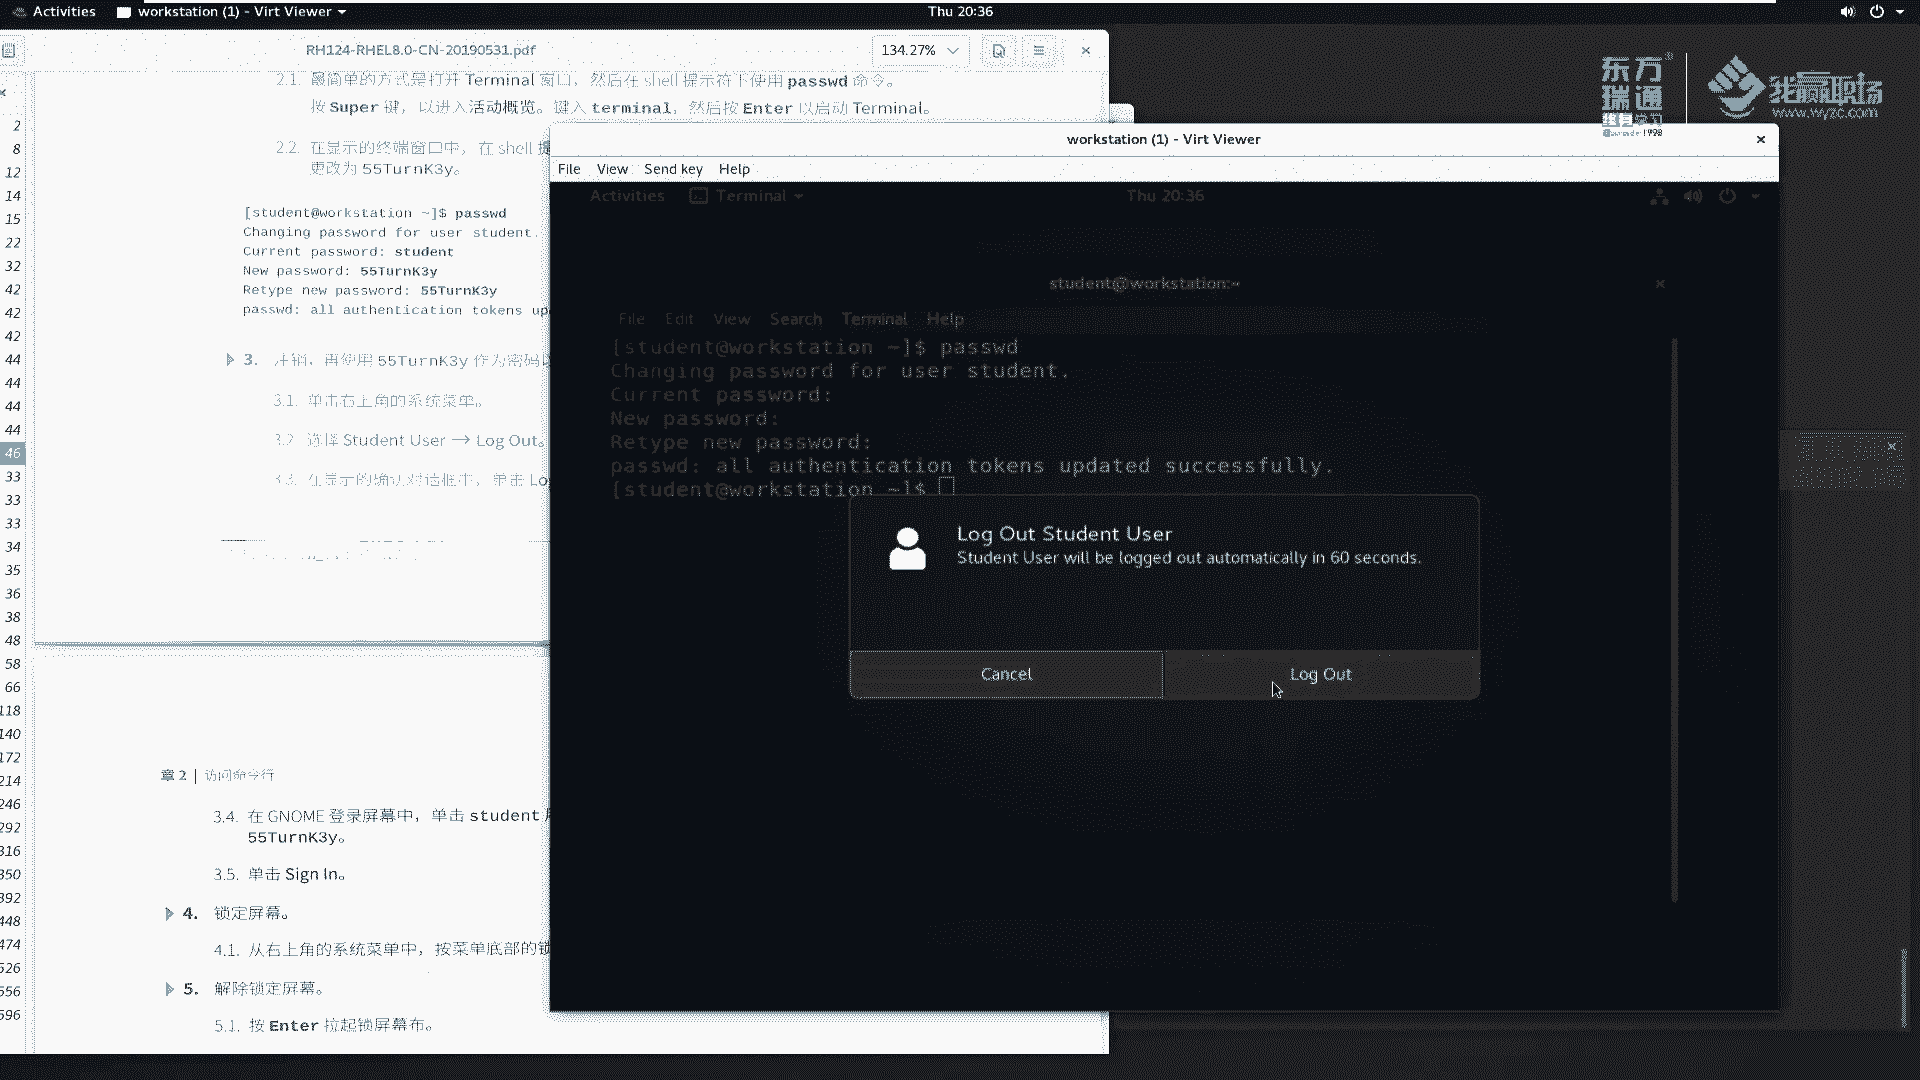 Activities
workstation (1) - Virt Viewer
Thu 20:36
RH124-RHEL8.0-CN-20190531.pdf
134.27%
东方瑞通
终身学习
1998
我赢职场
www.wyzc.com
2
8
12
14
15
22
32
42
42
42
44
44
44
44
46
33
33
33
34
35
36
38
48
58
66
118
140
172
214
246
292
316
350
392
448
474
526
556
596
2.1. 最简单的方式是打开 Terminal 窗口，然后在 shell 提示符下使用 passwd 命令。
按 Super 键，以进入活动概览。键入 terminal，然后按 Enter 以启动 Terminal。
2.2. 在显示的终端窗口中，在 shell
更改为 55TurnK3y。
[student@workstation ~]$ passwd
Changing password for user student.
Current password: student
New password: 55TurnK3y
Retype new password: 55TurnK3y
passwd: all authentication tokens up
3. 注销，再使用 55TurnK3y 作为密码
3.1. 单击右上角的系统菜单。
3.2. 选择 Student User → Log Out。
3.3. 在显示的确认对话框中，单击 Lo
章 2 | 访问命令行
3.4. 在 GNOME 登录屏幕中，单击 student
55TurnK3y。
3.5. 单击 Sign In。
4. 锁定屏幕。
4.1. 从右上角的系统菜单中，按菜单底部的锁
5. 解除锁定屏幕。
5.1. 按 Enter 拉起锁屏幕布。
workstation (1) - Virt Viewer
File View Send key Help
Activities Terminal
Thu 20:36
student@workstation:~
File Edit View Search Terminal Help
[student@workstation ~]$ passwd
Changing password for user student.
Current password:
New password:
Retype new password:
passwd: all authentication tokens updated successfully.
[student@workstation ~]$
Log Out Student User
Student User will be logged out automatically in 60 seconds.
Cancel
Log Out